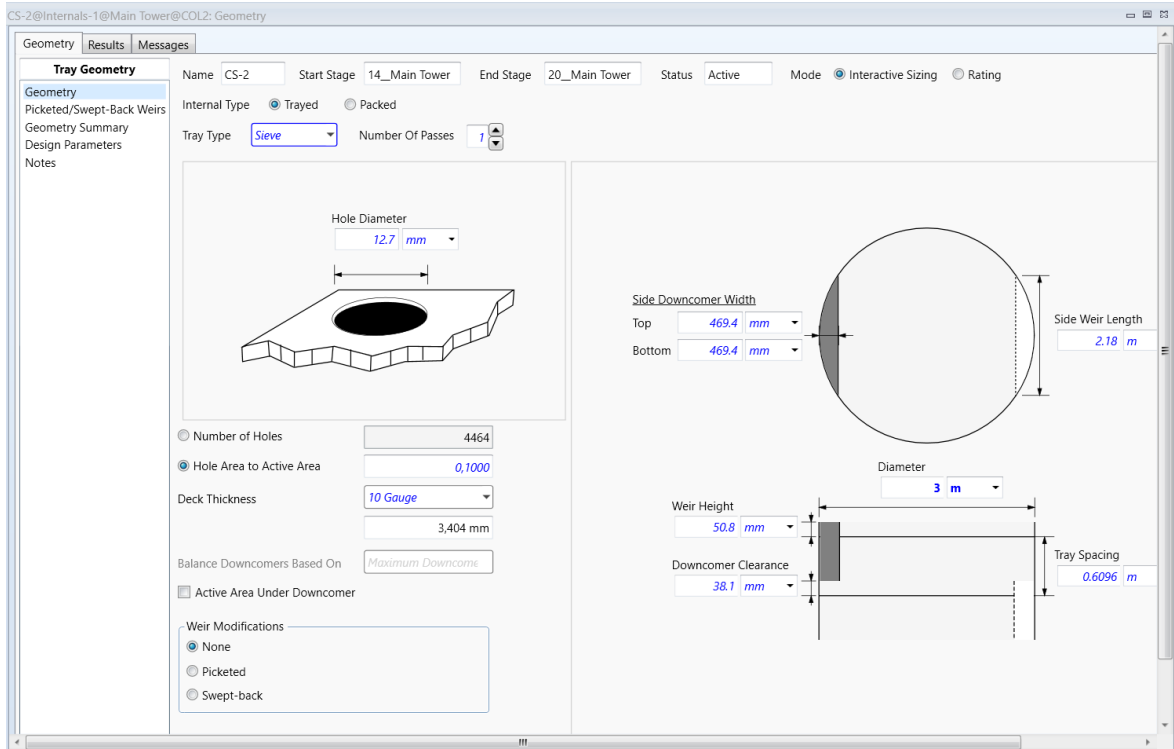 CS-2@Internals-1@Main Tower@COL2: Geometry
Geometry Results Messages
Tray Geometry
Geometry
Picketed/Swept-Back Weirs
Geometry Summary
Design Parameters
Notes
Name CS-2 Start Stage 14__Main Tower End Stage 20__Main Tower Status Active Mode Interactive Sizing Rating
Internal Type Trayed Packed
Tray Type Sieve Number Of Passes 1
Hole Diameter
12.7 mm
Number of Holes 4464
Hole Area to Active Area 0,1000
Deck Thickness 10 Gauge
3,404 mm
Balance Downcomers Based On Maximum Downcome
Active Area Under Downcomer
Weir Modifications
None
Picketed
Swept-back
Side Downcomer Width
Top 469.4 mm
Bottom 469.4 mm
Side Weir Length
2.18 m
Diameter
3 m
Weir Height
50.8 mm
Downcomer Clearance
38.1 mm
Tray Spacing
0.6096 m